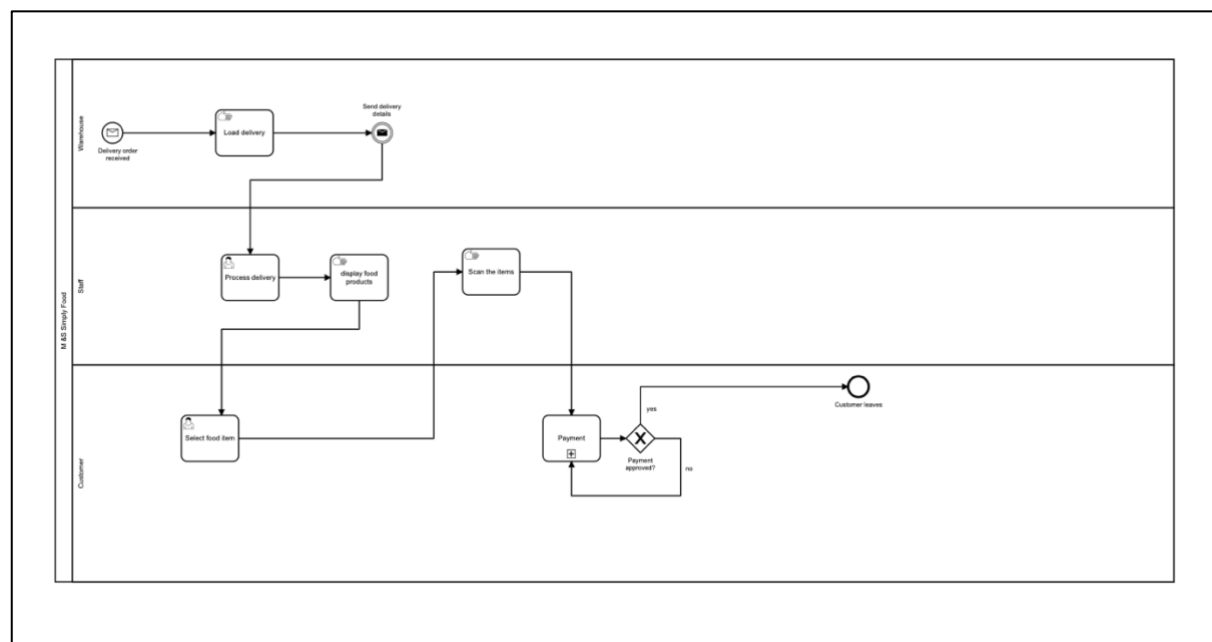 M &S Simply Food
Warehouse
Delivery order
received
Load delivery
Send delivery
details
Staff
Process delivery
display food
products
Scan the items
Customer
Select food item
Payment
Payment
approved?
yes
no
Customer leaves